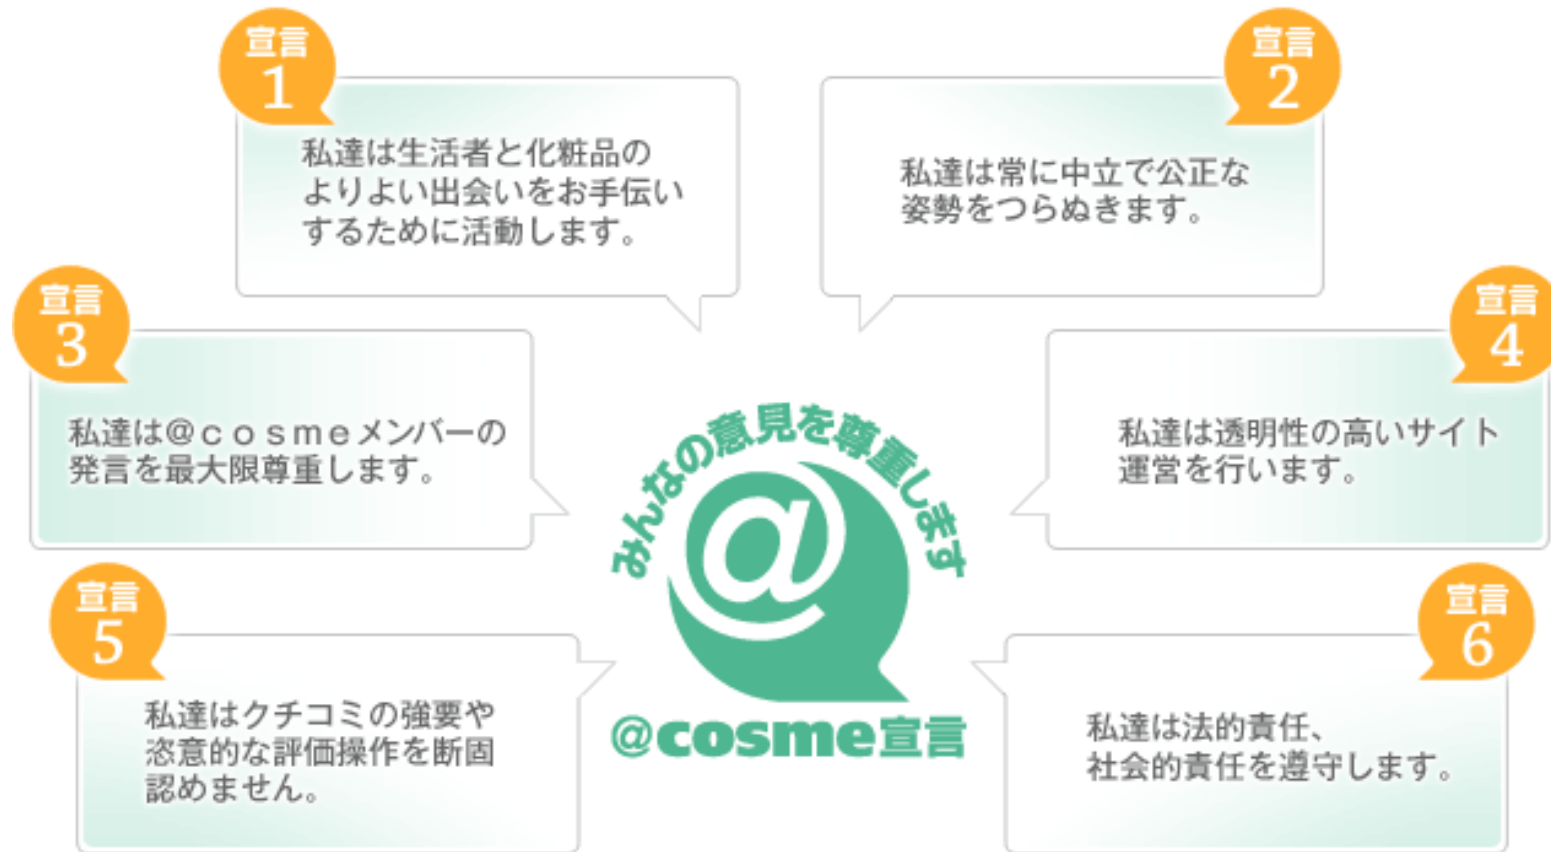 宣言
1
私達は生活者と化粧品の
よりよい出会いをお手伝い
するために活動します。
宣言
2
私達は常に中立で公正な
姿勢をつらぬきます。
宣言
3
私達は@ｃｏｓｍｅメンバーの
発言を最大限尊重します。
宣言
4
私達は透明性の高いサイト
運営を行います。
みんなの意見を尊重します
@
@cosme宣言
宣言
5
私達はクチコミの強要や
恣意的な評価操作を断固
認めません。
宣言
6
私達は法的責任、
社会的責任を遵守します。